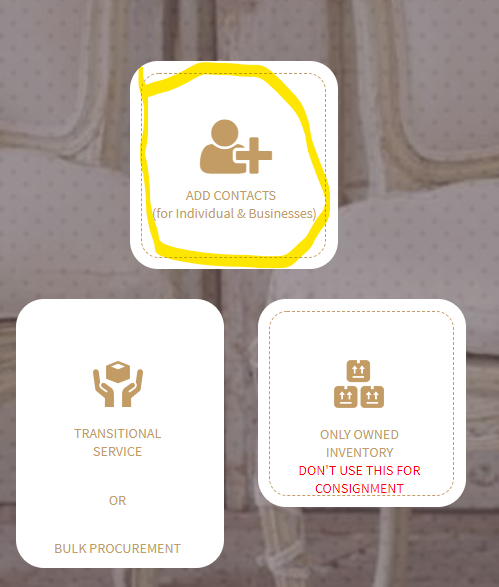 ADD CONTACTS
(for Individual & Businesses)
TRANSITIONAL
SERVICE
OR
BULK PROCUREMENT
ONLY OWNED
INVENTORY
DON'T USE THIS FOR
CONSIGNMENT